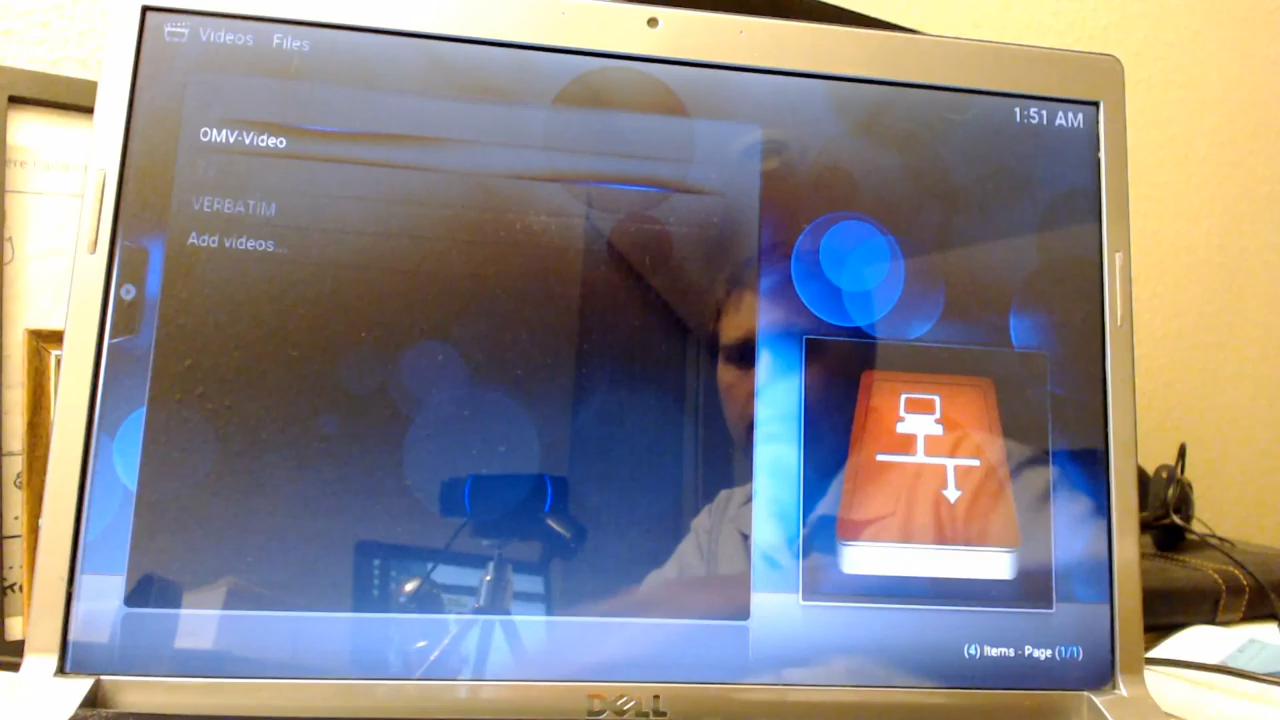 Videos Files
1:51 AM
OMV-Video
VERBATIM
Add videos...
(4) Items - Page (1/1)
DELL